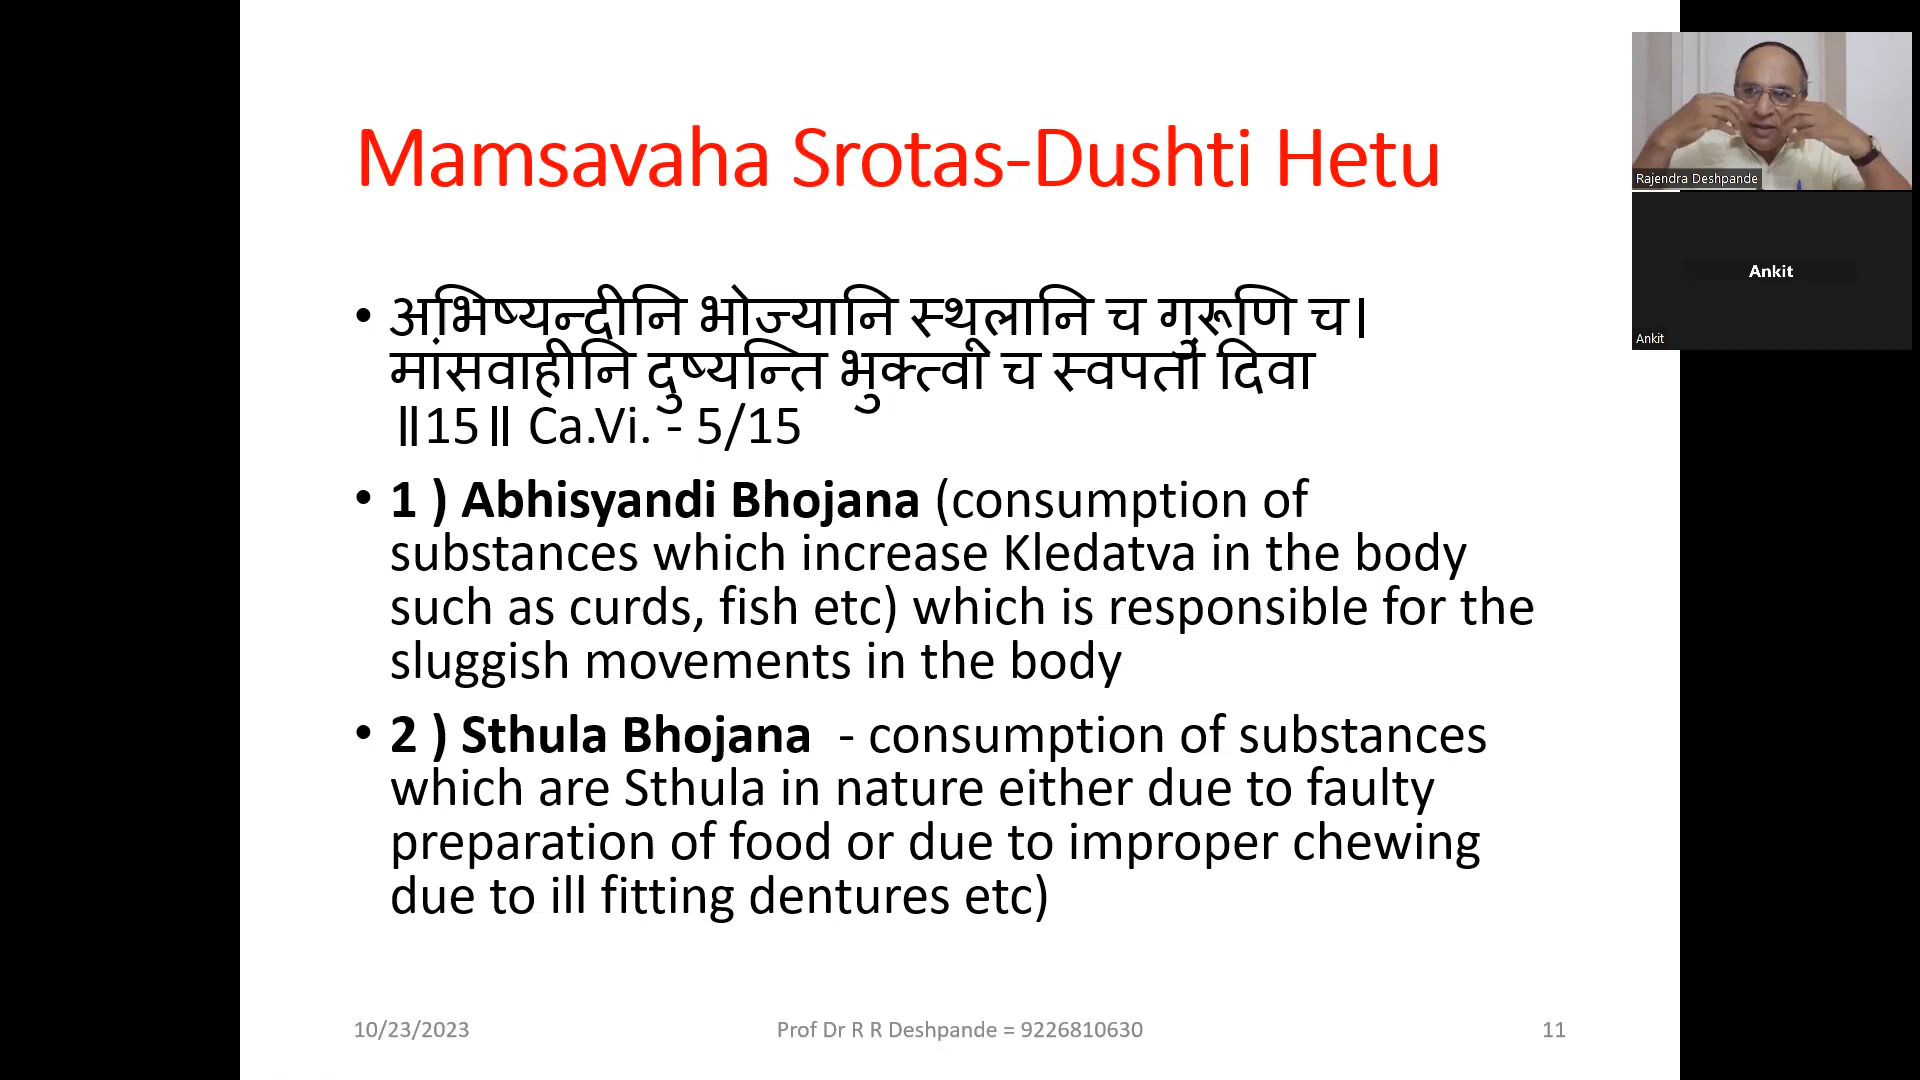 Mamsavaha Srotas-Dushti Hetu
• अभिष्यन्दीनि भोज्यानि स्थूलानि च गुरूणि च।
मांसवाहीनि दुष्यन्ति भुक्त्वा च स्वपतो दिवा
॥15॥ Ca.Vi. - 5/15
• 1 ) Abhisyandi Bhojana (consumption of
substances which increase Kledatva in the body
such as curds, fish etc) which is responsible for the
sluggish movements in the body
• 2 ) Sthula Bhojana - consumption of substances
which are Sthula in nature either due to faulty
preparation of food or due to improper chewing
due to ill fitting dentures etc)
10/23/2023
Prof Dr R R Deshpande = 9226810630
11
Rajendra Deshpande
Ankit
Ankit